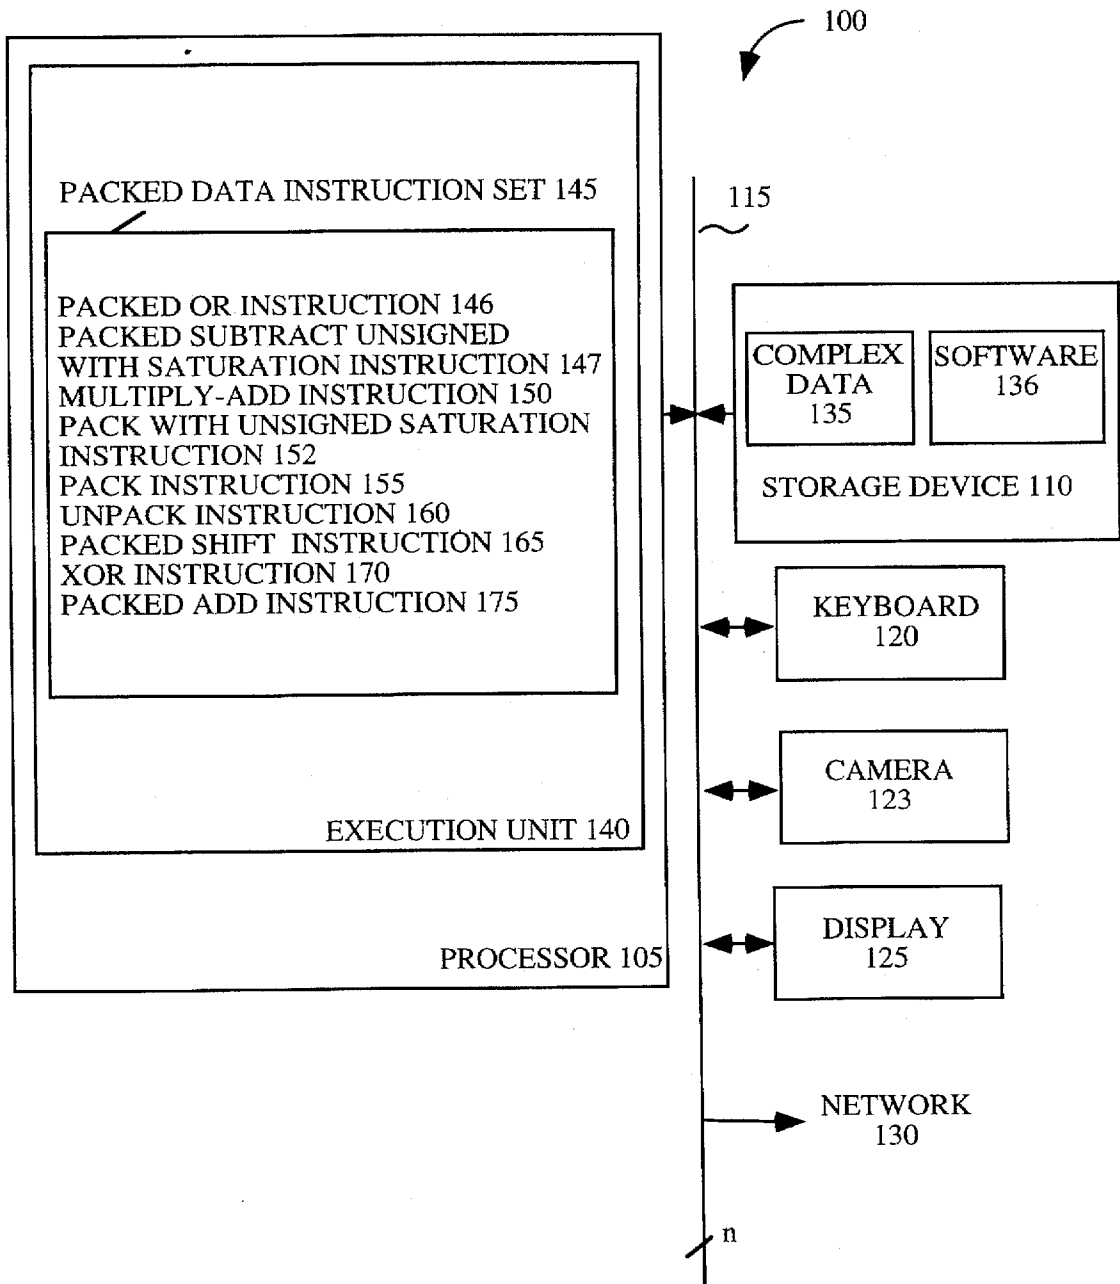 100
PACKED DATA INSTRUCTION SET 145
PACKED OR INSTRUCTION 146
PACKED SUBTRACT UNSIGNED
WITH SATURATION INSTRUCTION 147
MULTIPLY-ADD INSTRUCTION 150
PACK WITH UNSIGNED SATURATION
INSTRUCTION 152
PACK INSTRUCTION 155
UNPACK INSTRUCTION 160
PACKED SHIFT INSTRUCTION 165
XOR INSTRUCTION 170
PACKED ADD INSTRUCTION 175
EXECUTION UNIT 140
PROCESSOR 105
115
COMPLEX
DATA
135
SOFTWARE
136
STORAGE DEVICE 110
KEYBOARD
120
CAMERA
123
DISPLAY
125
NETWORK
130
n